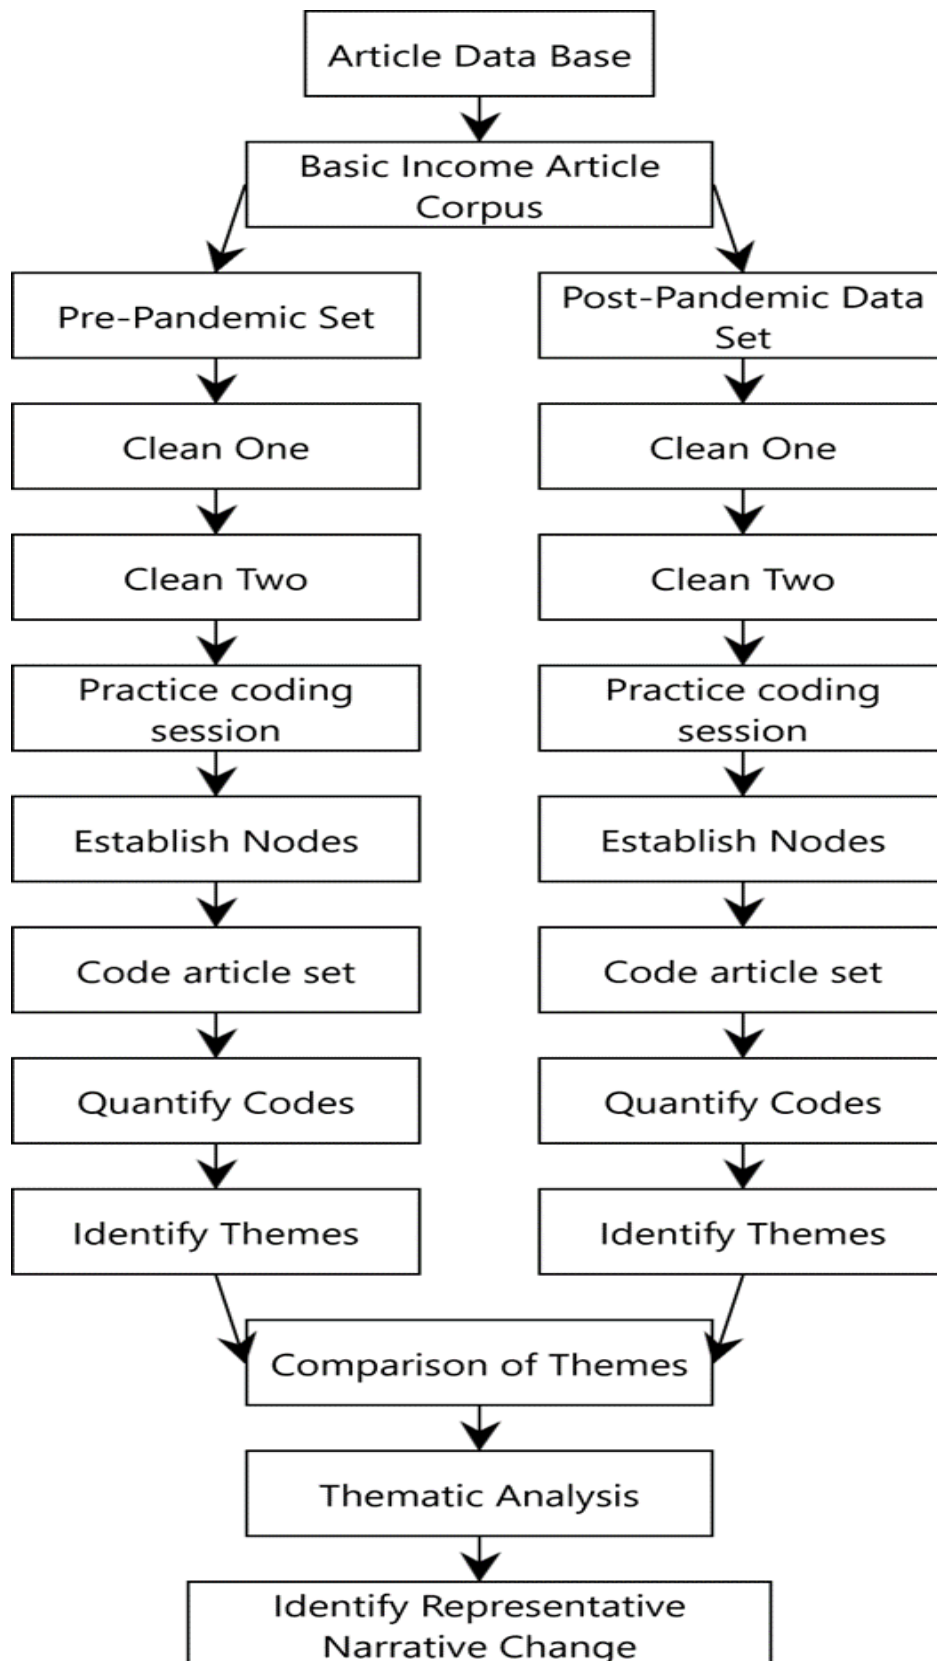 Article Data Base
Basic Income Article
Corpus
Pre-Pandemic Set
Post-Pandemic Data
Set
Clean One
Clean One
Clean Two
Clean Two
Practice coding
session
Practice coding
session
Establish Nodes
Establish Nodes
Code article set
Code article set
Quantify Codes
Quantify Codes
Identify Themes
Identify Themes
Comparison of Themes
Thematic Analysis
Identify Representative
Narrative Change